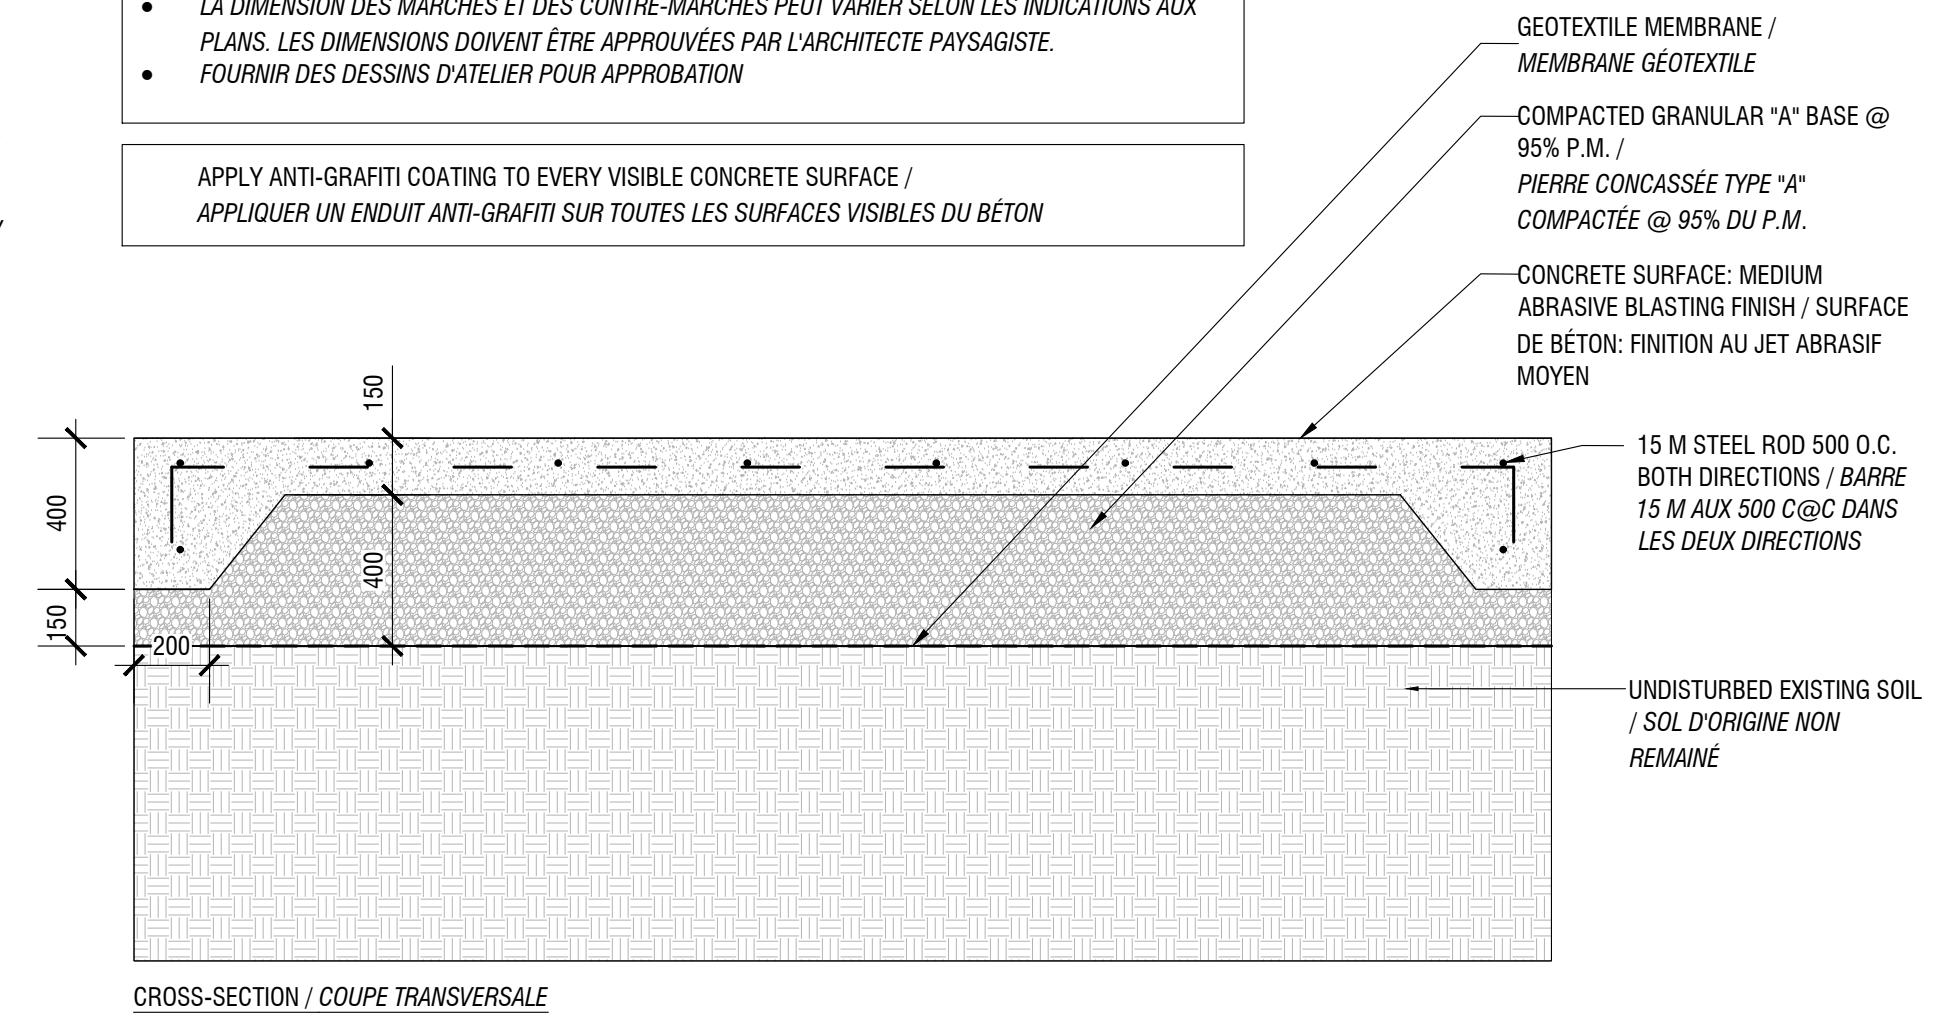 LA DIMENSION DES MARCHES ET DES CONTRE-MARCHES PEUT VARIER SELON LES INDICATIONS AUX
PLANS. LES DIMENSIONS DOIVENT ÊTRE APPROUVÉES PAR L'ARCHITECTE PAYSAGISTE.
FOURNIR DES DESSINS D'ATELIER POUR APPROBATION
APPLY ANTI-GRAFITI COATING TO EVERY VISIBLE CONCRETE SURFACE /
APPLIQUER UN ENDUIT ANTI-GRAFITI SUR TOUTES LES SURFACES VISIBLES DU BÉTON
GEOTEXTILE MEMBRANE /
MEMBRANE GÉOTEXTILE
COMPACTED GRANULAR "A" BASE @
95% P.M. /
PIERRE CONCASSÉE TYPE "A"
COMPACTÉE @ 95% DU P.M.
CONCRETE SURFACE: MEDIUM
ABRASIVE BLASTING FINISH / SURFACE
DE BÉTON: FINITION AU JET ABRASIF
MOYEN
15 M STEEL ROD 500 O.C.
BOTH DIRECTIONS / BARRE
15 M AUX 500 C@C DANS
LES DEUX DIRECTIONS
UNDISTURBED EXISTING SOIL
/ SOL D'ORIGINE NON
REMAINÉ
150
400
400
150
200
CROSS-SECTION / COUPE TRANSVERSALE